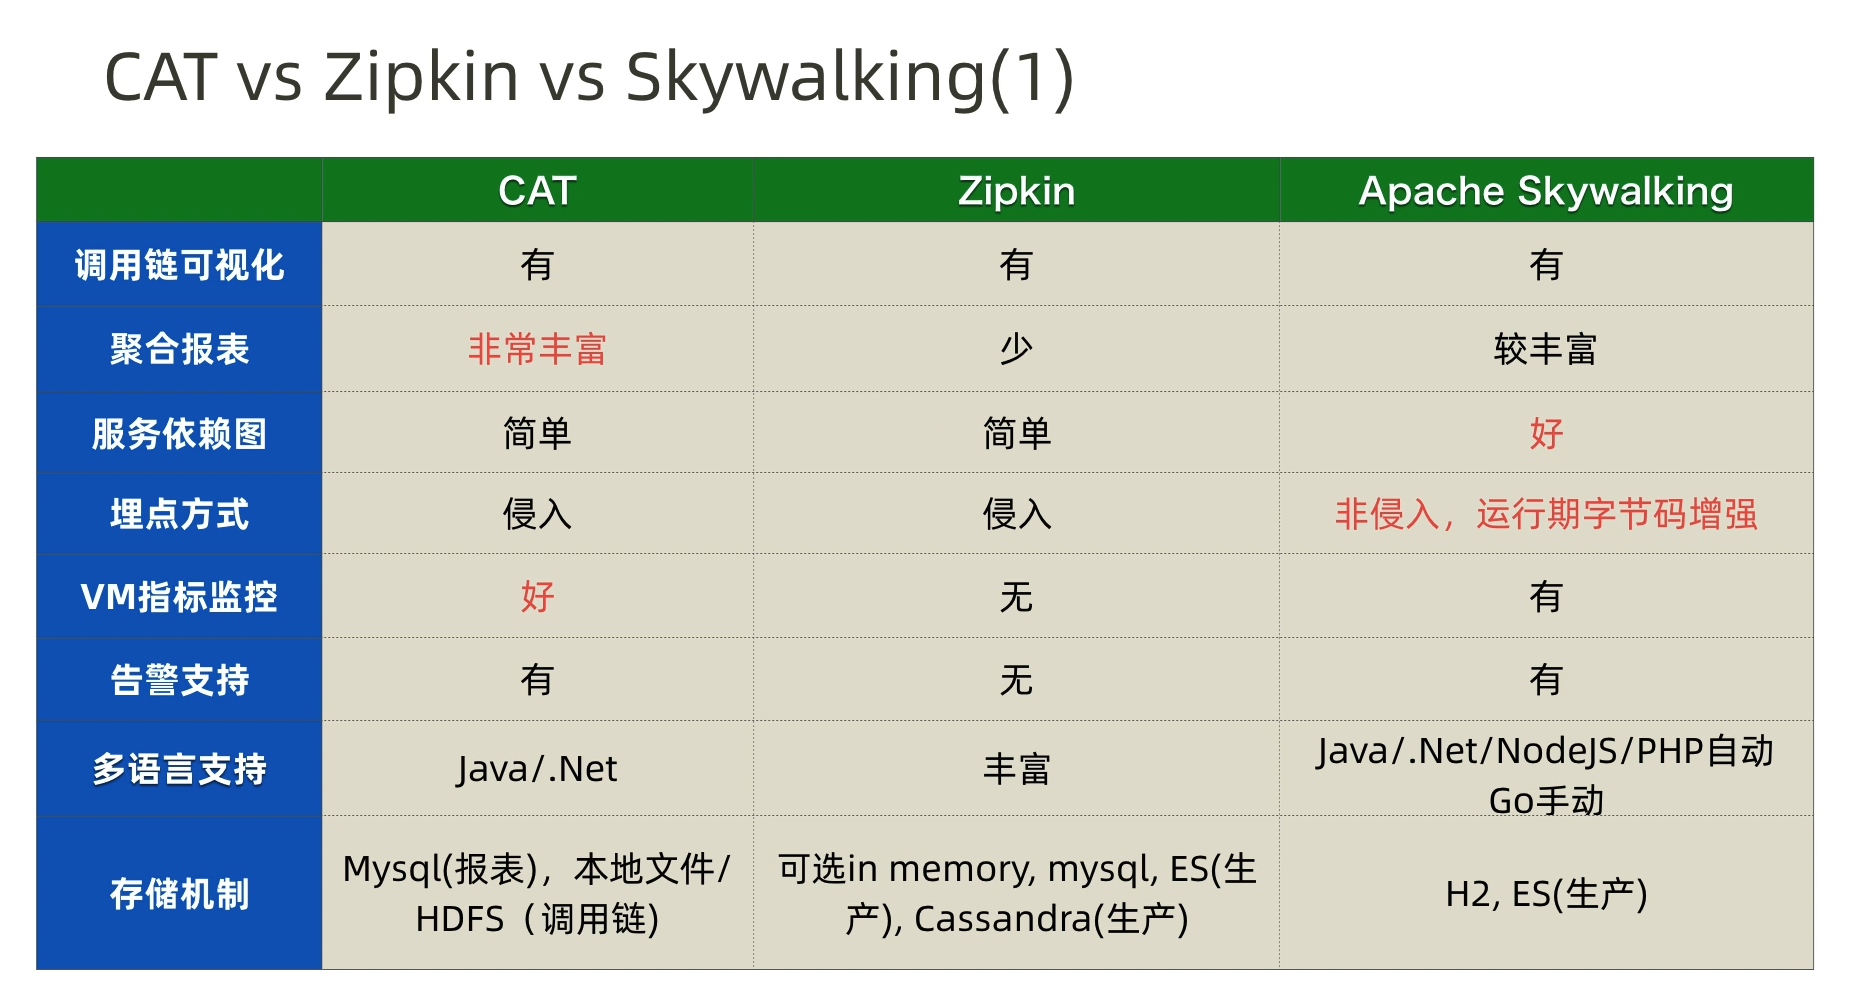 CAT vs Zipkin vs Skywalking(1)
CAT
Zipkin
Apache Skywalking
调用链可视化
有
有
有
聚合报表
非常丰富
少
较丰富
服务依赖图
简单
简单
好
埋点方式
侵入
侵入
非侵入，运行期字节码增强
VM指标监控
好
无
有
告警支持
有
无
有
多语言支持
Java/.Net
丰富
Java/.Net/NodeJS/PHP自动
Go手动
存储机制
Mysql(报表)，本地文件/
HDFS（调用链)
可选in memory, mysql, ES(生
产), Cassandra(生产)
H2, ES(生产)